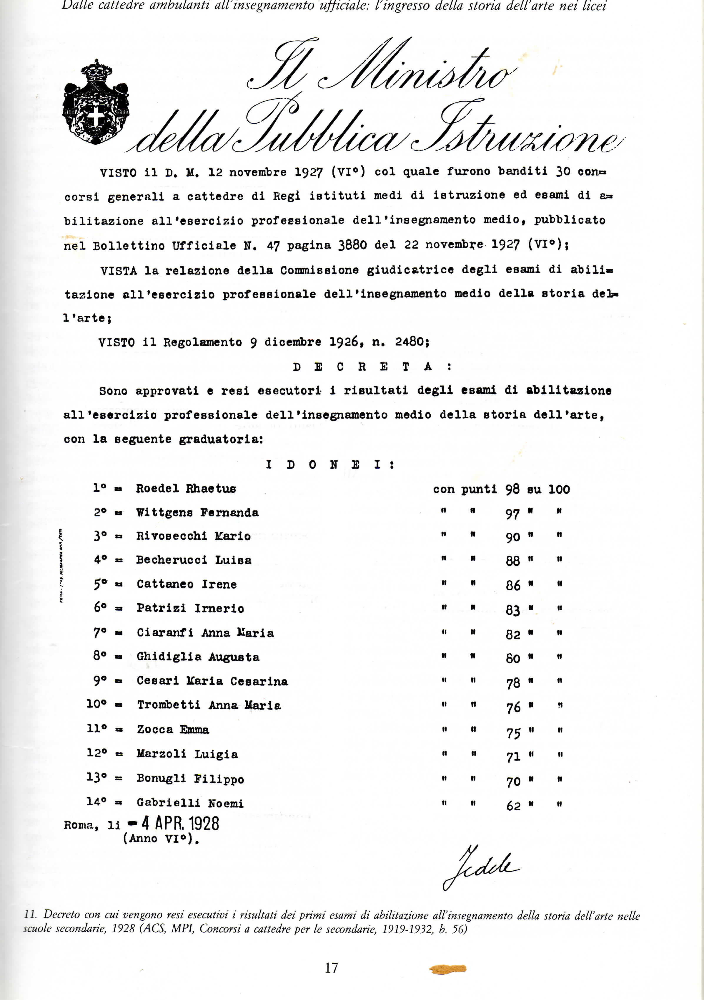 Dalle cattedre ambulanti all'insegnamento ufficiale: l'ingresso della storia dell'arte nei licei
Il Ministro
della Pubblica Istruzione
VISTO il D. M. 12 novembre 1927 (VI°) col quale furono banditi 30 con=
corsi generali a cattedre di Regi istituti medi di istruzione ed esami di a=
bilitazione all'esercizio professionale dell'insegnamento medio, pubblicato
nel Bollettino Ufficiale N. 47 pagina 3880 del 22 novembre 1927 (VI°);
VISTA la relazione della Commissione giudicatrice degli esami di abili=
tazione all'esercizio professionale dell'insegnamento medio della storia del=
l'arte;
VISTO il Regolamento 9 dicembre 1926, n. 2480;
D E C R E T A :
Sono approvati e resi esecutori i risultati degli esami di abilitazione
all'esercizio professionale dell'insegnamento medio della storia dell'arte,
con la seguente graduatoria:
I D O N E I :
1° = Roedel Rhaetus con punti 98 su 100
2° = Wittgens Fernanda " " 97 " "
3° = Rivosecchi Mario " " 90 " "
4° = Becherucci Luisa " " 88 " "
5° = Cattaneo Irene " " 86 " "
6° = Patrizi Irnerio " " 83 " "
7° = Ciaranfi Anna Maria " " 82 " "
8° = Ghidiglia Augusta " " 80 " "
9° = Cesari Maria Cesarina " " 78 " "
10° = Trombetti Anna Maria " " 76 " "
11° = Zocca Emma " " 75 " "
12° = Marzoli Luigia " " 71 " "
13° = Bonugli Filippo " " 70 " "
14° = Gabrielli Noemi " " 62 " "
Roma, li - 4 APR. 1928
(Anno VI°).
Fedele
11. Decreto con cui vengono resi esecutivi i risultati dei primi esami di abilitazione all'insegnamento della storia dell'arte nelle
scuole secondarie, 1928 (ACS, MPI, Concorsi a cattedre per le secondarie, 1919-1932, b. 56)
17